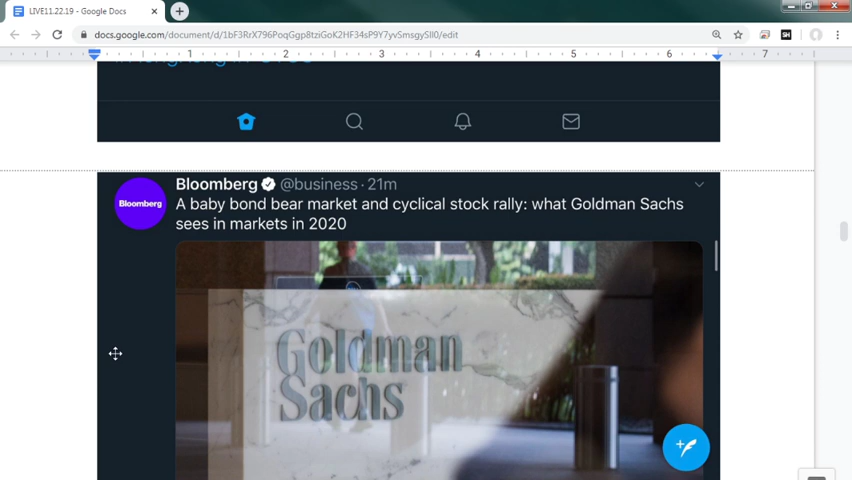 LIVE11.22.19 - Google Docs
docs.google.com/document/d/1bF3RrX796PoqGgp8tziGoK2HF34sP9Y7yvSmsgySIl0/edit
SH
1 2 3 4 5 6 7
Bloomberg @business · 21m
Bloomberg
A baby bond bear market and cyclical stock rally: what Goldman Sachs
sees in markets in 2020
Goldman
Sachs